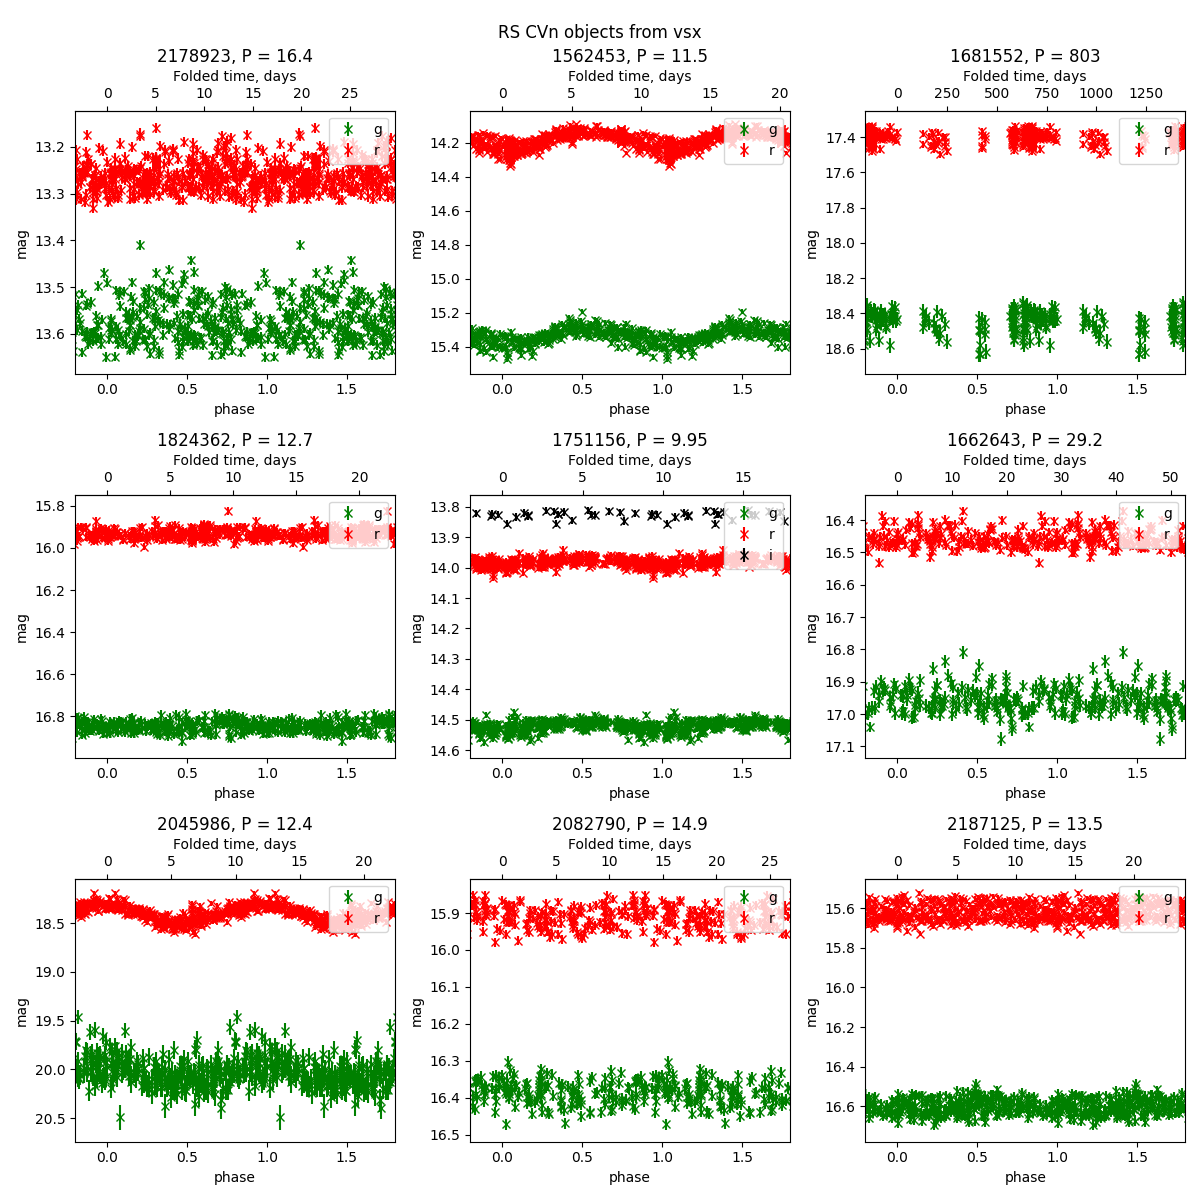 RS CVn objects from vsx
2178923, P = 16.4
Folded time, days
0 5 10 15 20 25
13.2
13.3
13.4
13.5
13.6
mag
g
r
0.0 0.5 1.0 1.5
phase
1562453, P = 11.5
Folded time, days
0 5 10 15 20
14.2
14.4
14.6
14.8
15.0
15.2
15.4
mag
g
r
0.0 0.5 1.0 1.5
phase
1681552, P = 803
Folded time, days
0 250 500 750 1000 1250
17.4
17.6
17.8
18.0
18.2
18.4
18.6
mag
g
r
0.0 0.5 1.0 1.5
phase
1824362, P = 12.7
Folded time, days
0 5 10 15 20
15.8
16.0
16.2
16.4
16.6
16.8
mag
g
r
0.0 0.5 1.0 1.5
phase
1751156, P = 9.95
Folded time, days
0 5 10 15
13.8
13.9
14.0
14.1
14.2
14.3
14.4
14.5
14.6
mag
g
r
i
0.0 0.5 1.0 1.5
phase
1662643, P = 29.2
Folded time, days
0 10 20 30 40 50
16.4
16.5
16.6
16.7
16.8
16.9
17.0
17.1
mag
g
r
0.0 0.5 1.0 1.5
phase
2045986, P = 12.4
Folded time, days
0 5 10 15 20
18.5
19.0
19.5
20.0
20.5
mag
g
r
0.0 0.5 1.0 1.5
phase
2082790, P = 14.9
Folded time, days
0 5 10 15 20 25
15.9
16.0
16.1
16.2
16.3
16.4
16.5
mag
g
r
0.0 0.5 1.0 1.5
phase
2187125, P = 13.5
Folded time, days
0 5 10 15 20
15.6
15.8
16.0
16.2
16.4
16.6
mag
g
r
0.0 0.5 1.0 1.5
phase